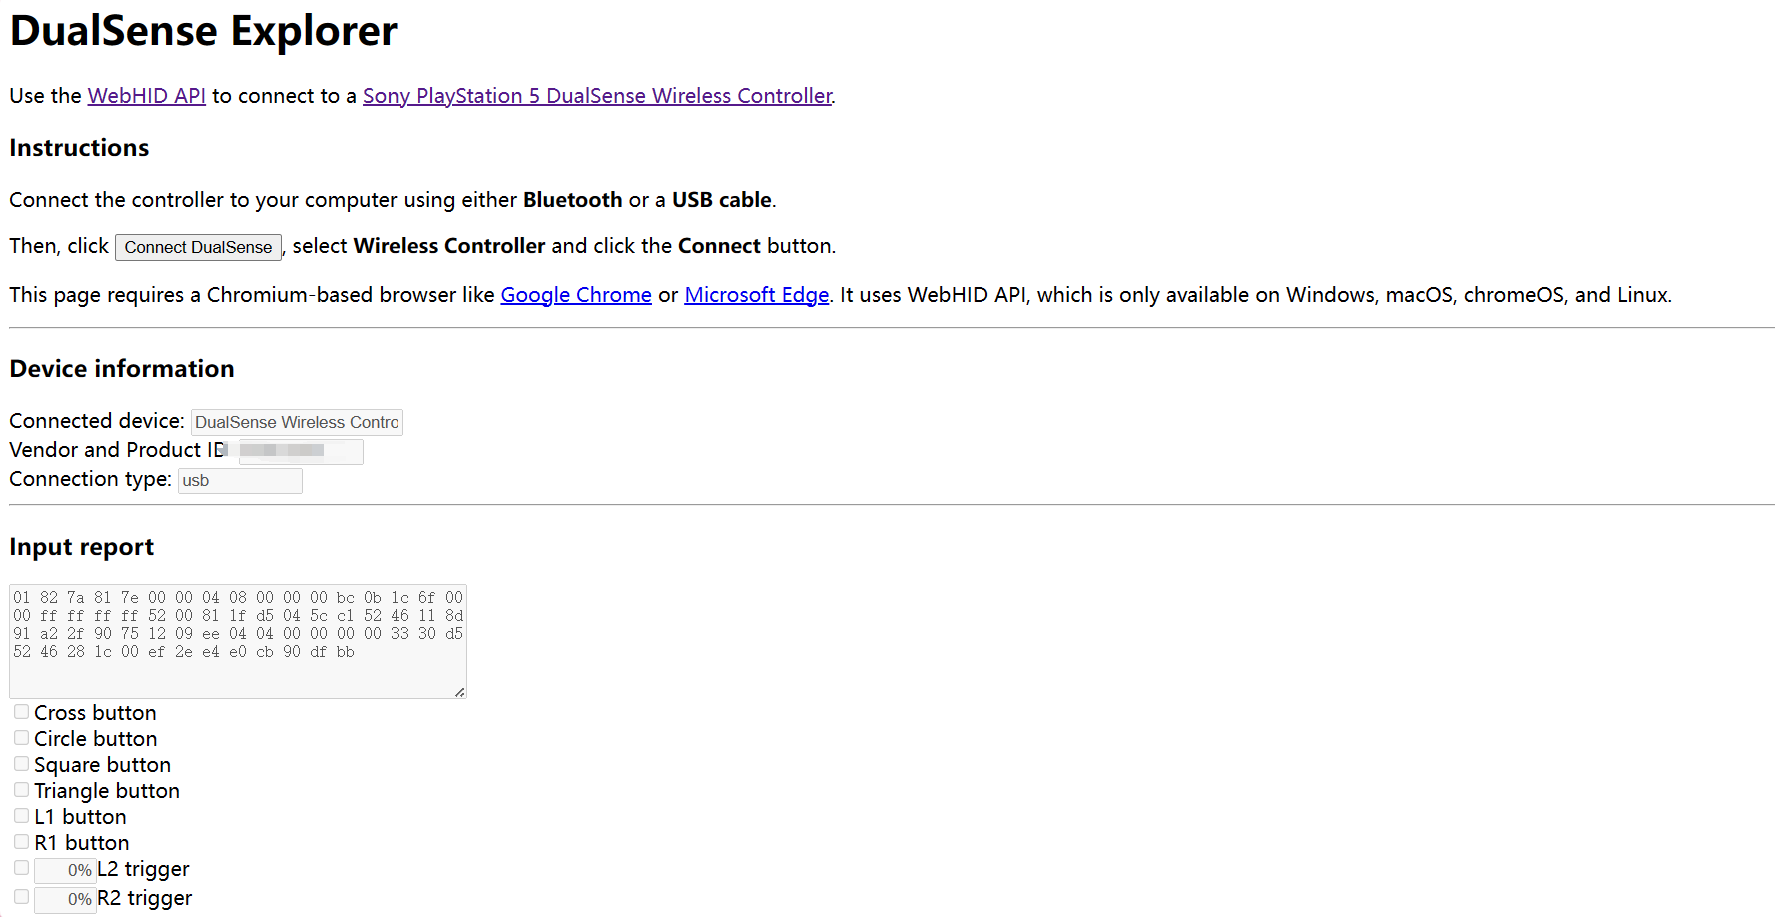 DualSense Explorer
Use the WebHID API to connect to a Sony PlayStation 5 DualSense Wireless Controller.
Instructions
Connect the controller to your computer using either Bluetooth or a USB cable.
Then, click Connect DualSense, select Wireless Controller and click the Connect button.
This page requires a Chromium-based browser like Google Chrome or Microsoft Edge. It uses WebHID API, which is only available on Windows, macOS, chromeOS, and Linux.
Device information
Connected device: DualSense Wireless Contro
Vendor and Product ID
Connection type: usb
Input report
01 82 7a 81 7e 00 00 04 08 00 00 00 bc 0b 1c 6f 00
00 ff ff ff ff 52 00 81 1f d5 04 5c c1 52 46 11 8d
91 a2 2f 90 75 12 09 ee 04 04 00 00 00 00 33 30 d5
52 46 28 1c 00 ef 2e e4 e0 cb 90 df bb
Cross button
Circle button
Square button
Triangle button
L1 button
R1 button
0% L2 trigger
0% R2 trigger